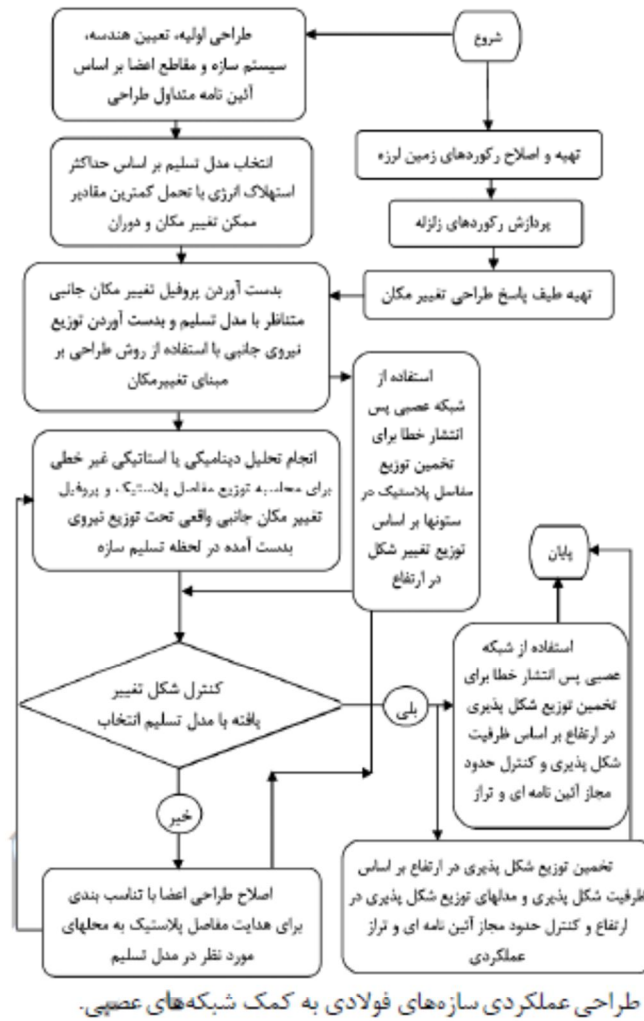 شروع
طراحی اولیه، تعیین هندسه،
سیستم سازه و مقاطع اعضا بر اساس
آئین نامه متداول طراحی
تهیه و اصلاح رکوردهای زمین لرزه
انتخاب مدل تسلیم بر اساس حداکثر
استهلاک انرژی با تحمل کمترین مقادیر
ممکن تغییر مکان و دوران
پردازش رکوردهای زلزله
تهیه طیف پاسخ طراحی تغییر مکان
بدست آوردن پروفیل تغییر مکان جانبی
متناظر با مدل تسلیم و بدست آوردن توزیع
نیروی جانبی با استفاده از روش طراحی بر
مبنای تغییرمکان
استفاده از
شبکه عصبی پس
انتشار خطا برای
تخمین توزیع
مفاصل پلاستیک در
ستونها بر اساس
توزیع تغییر شکل
در ارتفاع
انجام تحلیل دینامیکی یا استاتیکی غیر خطی
برای محاسبه توزیع مفاصل پلاستیک و پروفیل
تغییر مکان جانبی واقعی تحت توزیع نیروی
بدست آمده در لحظه تسلیم سازه
پایان
کنترل شکل تغییر
یافته با مدل تسلیم انتخاب
بلی
استفاده از شبکه
عصبی پس انتشار خطا برای
تخمین توزیع شکل پذیری
در ارتفاع بر اساس ظرفیت
شکل پذیری و کنترل حدود
مجاز آئین نامه ای و تراز
خیر
اصلاح طراحی اعضا با تناسب بندی
برای هدایت مفاصل پلاستیک به محلهای
مورد نظر در مدل تسلیم
تخمین توزیع شکل پذیری در ارتفاع بر اساس
ظرفیت شکل پذیری و مدلهای توزیع شکل پذیری در
ارتفاع و کنترل حدود مجاز آئین نامه ای و تراز
عملکردی
طراحی عملکردی سازه‌های فولادی به کمک شبکه‌های عصبی.